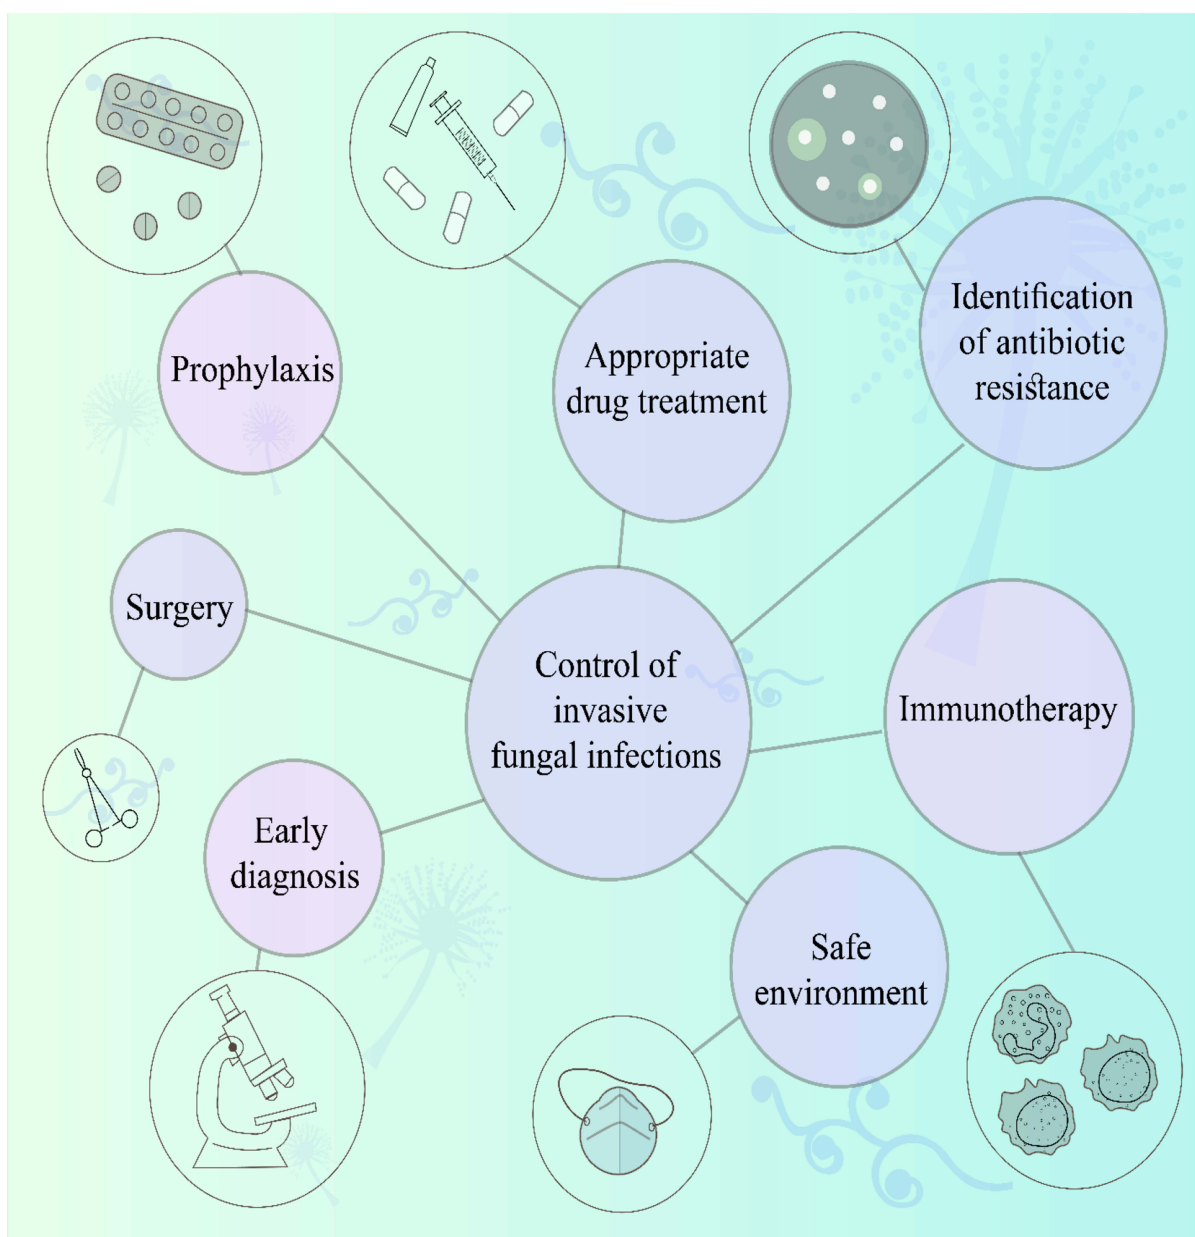 Prophylaxis
Appropriate
drug treatment
Identification
of antibiotic
resistance
Surgery
Control of
invasive
fungal infections
Immunotherapy
Early
diagnosis
Safe
environment